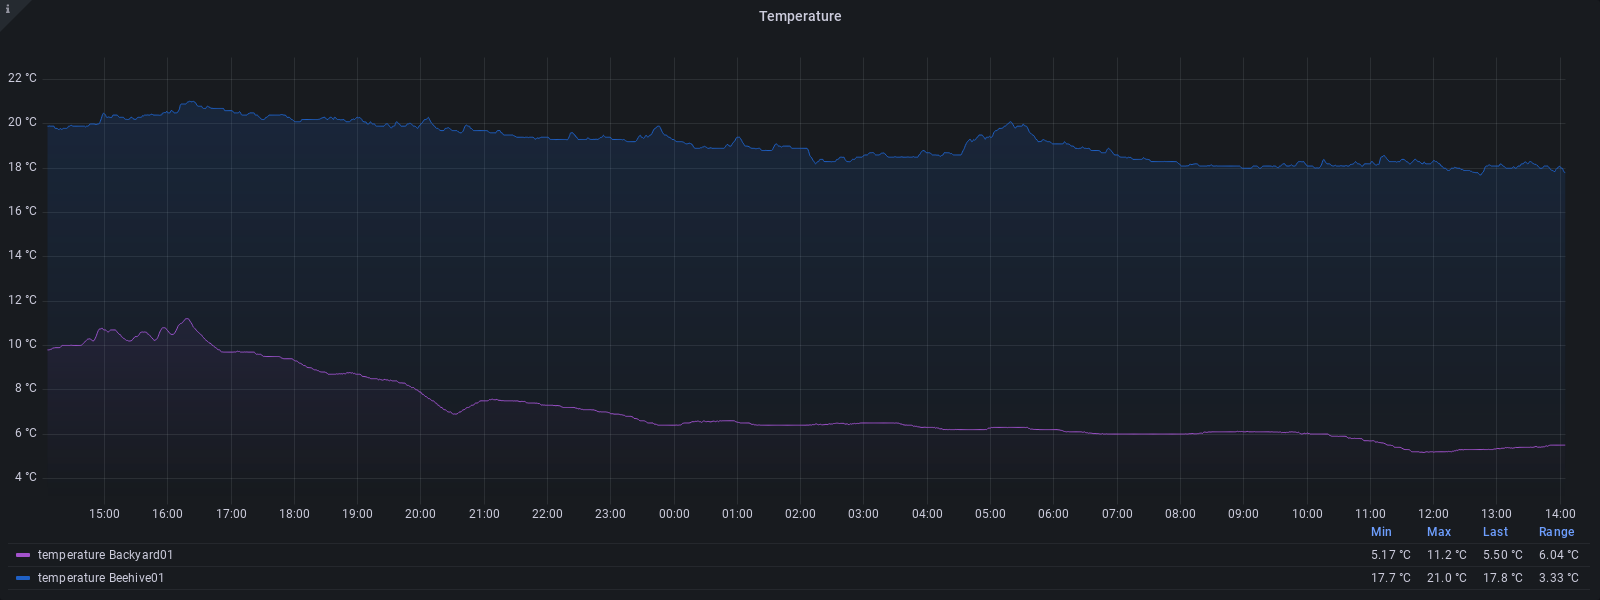 i
Temperature
22 °C
20 °C
18 °C
16 °C
14 °C
12 °C
10 °C
8 °C
6 °C
4 °C
15:00 16:00 17:00 18:00 19:00 20:00 21:00 22:00 23:00 00:00 01:00 02:00 03:00 04:00 05:00 06:00 07:00 08:00 09:00 10:00 11:00 12:00 13:00 14:00
Min Max Last Range
temperature Backyard01 5.17 °C 11.2 °C 5.50 °C 6.04 °C
temperature Beehive01 17.7 °C 21.0 °C 17.8 °C 3.33 °C